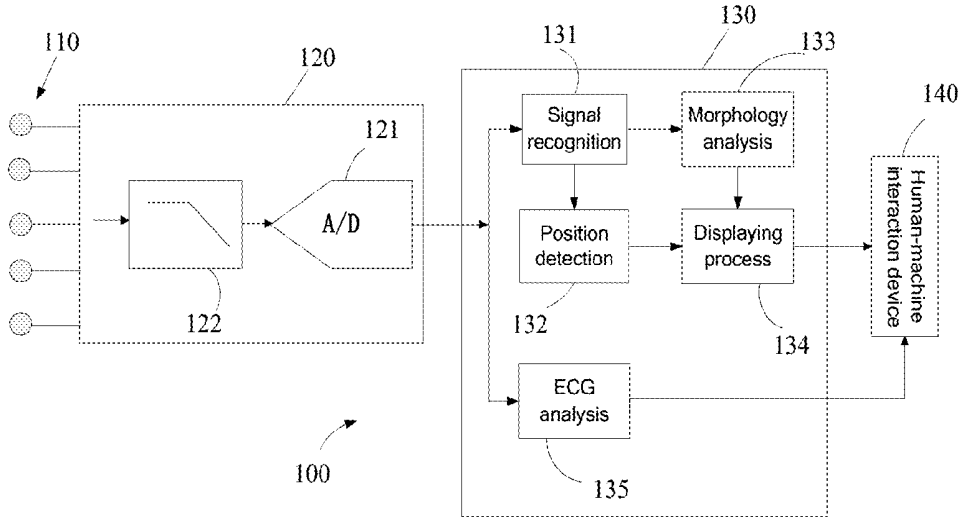 110
120
121
A/D
122
100
130
131
133
Signal
recognition
Morphology
analysis
Position
detection
Displaying
process
132
134
ECG
analysis
135
140
Human-machine
interaction device